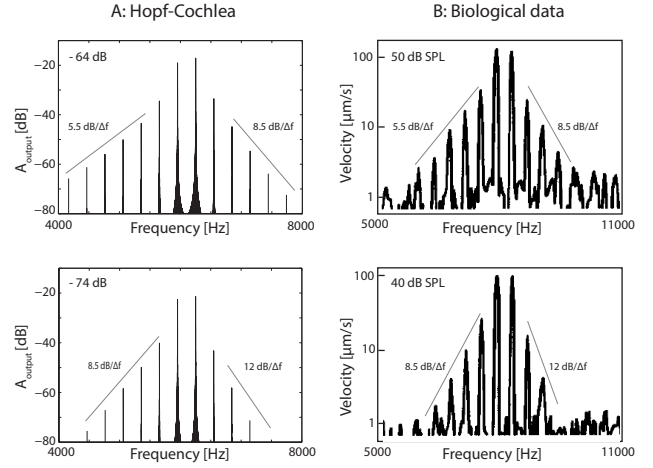 A: Hopf-Cochlea
B: Biological data
A output [dB]
-20
-40
-60
-80
- 64 dB
5.5 dB/Δf
8.5 dB/Δf
4000
Frequency [Hz]
8000
Velocity [µm/s]
100
10
1
50 dB SPL
5.5 dB/Δf
8.5 dB/Δf
5000
Frequency [Hz]
11000
A output [dB]
-20
-40
-60
-80
- 74 dB
8.5 dB/Δf
12 dB/Δf
4000
Frequency [Hz]
8000
Velocity [µm/s]
100
10
1
40 dB SPL
8.5 dB/Δf
12 dB/Δf
5000
Frequency [Hz]
11000